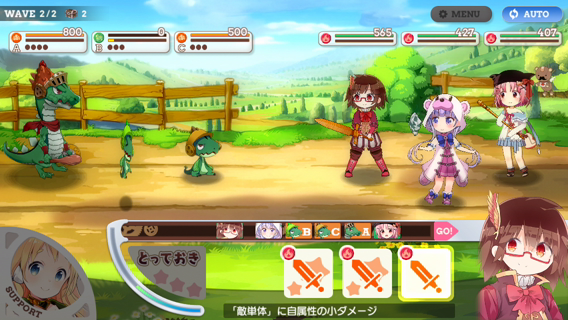 WAVE 2/2 2
MENU
AUTO
A 800
B 0
C 500
565
427
407
B C A
GO!
SUPPORT
とっておき
「敵単体」に自属性の小ダメージ